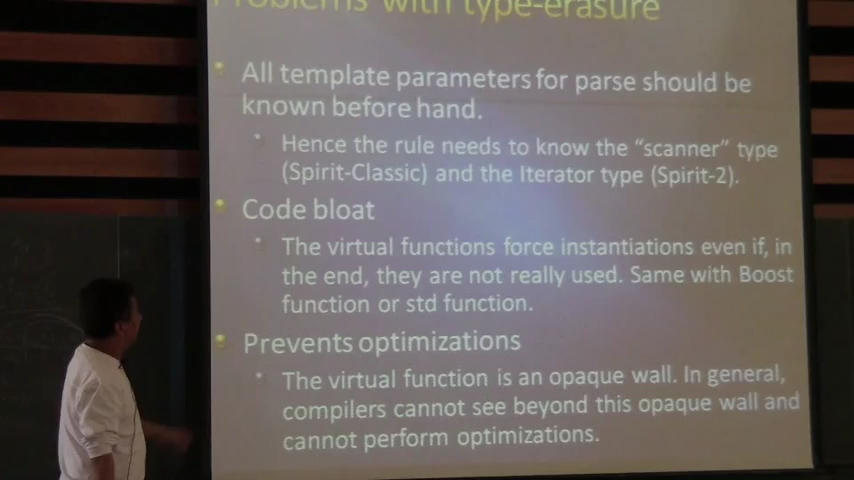 Problems with type-erasure
All template parameters for parse should be
known before hand.
Hence the rule needs to know the “scanner” type
(Spirit-Classic) and the Iterator type (Spirit-2).
Code bloat
The virtual functions force instantiations even if, in
the end, they are not really used. Same with Boost
function or std function.
Prevents optimizations
The virtual function is an opaque wall. In general,
compilers cannot see beyond this opaque wall and
cannot perform optimizations.